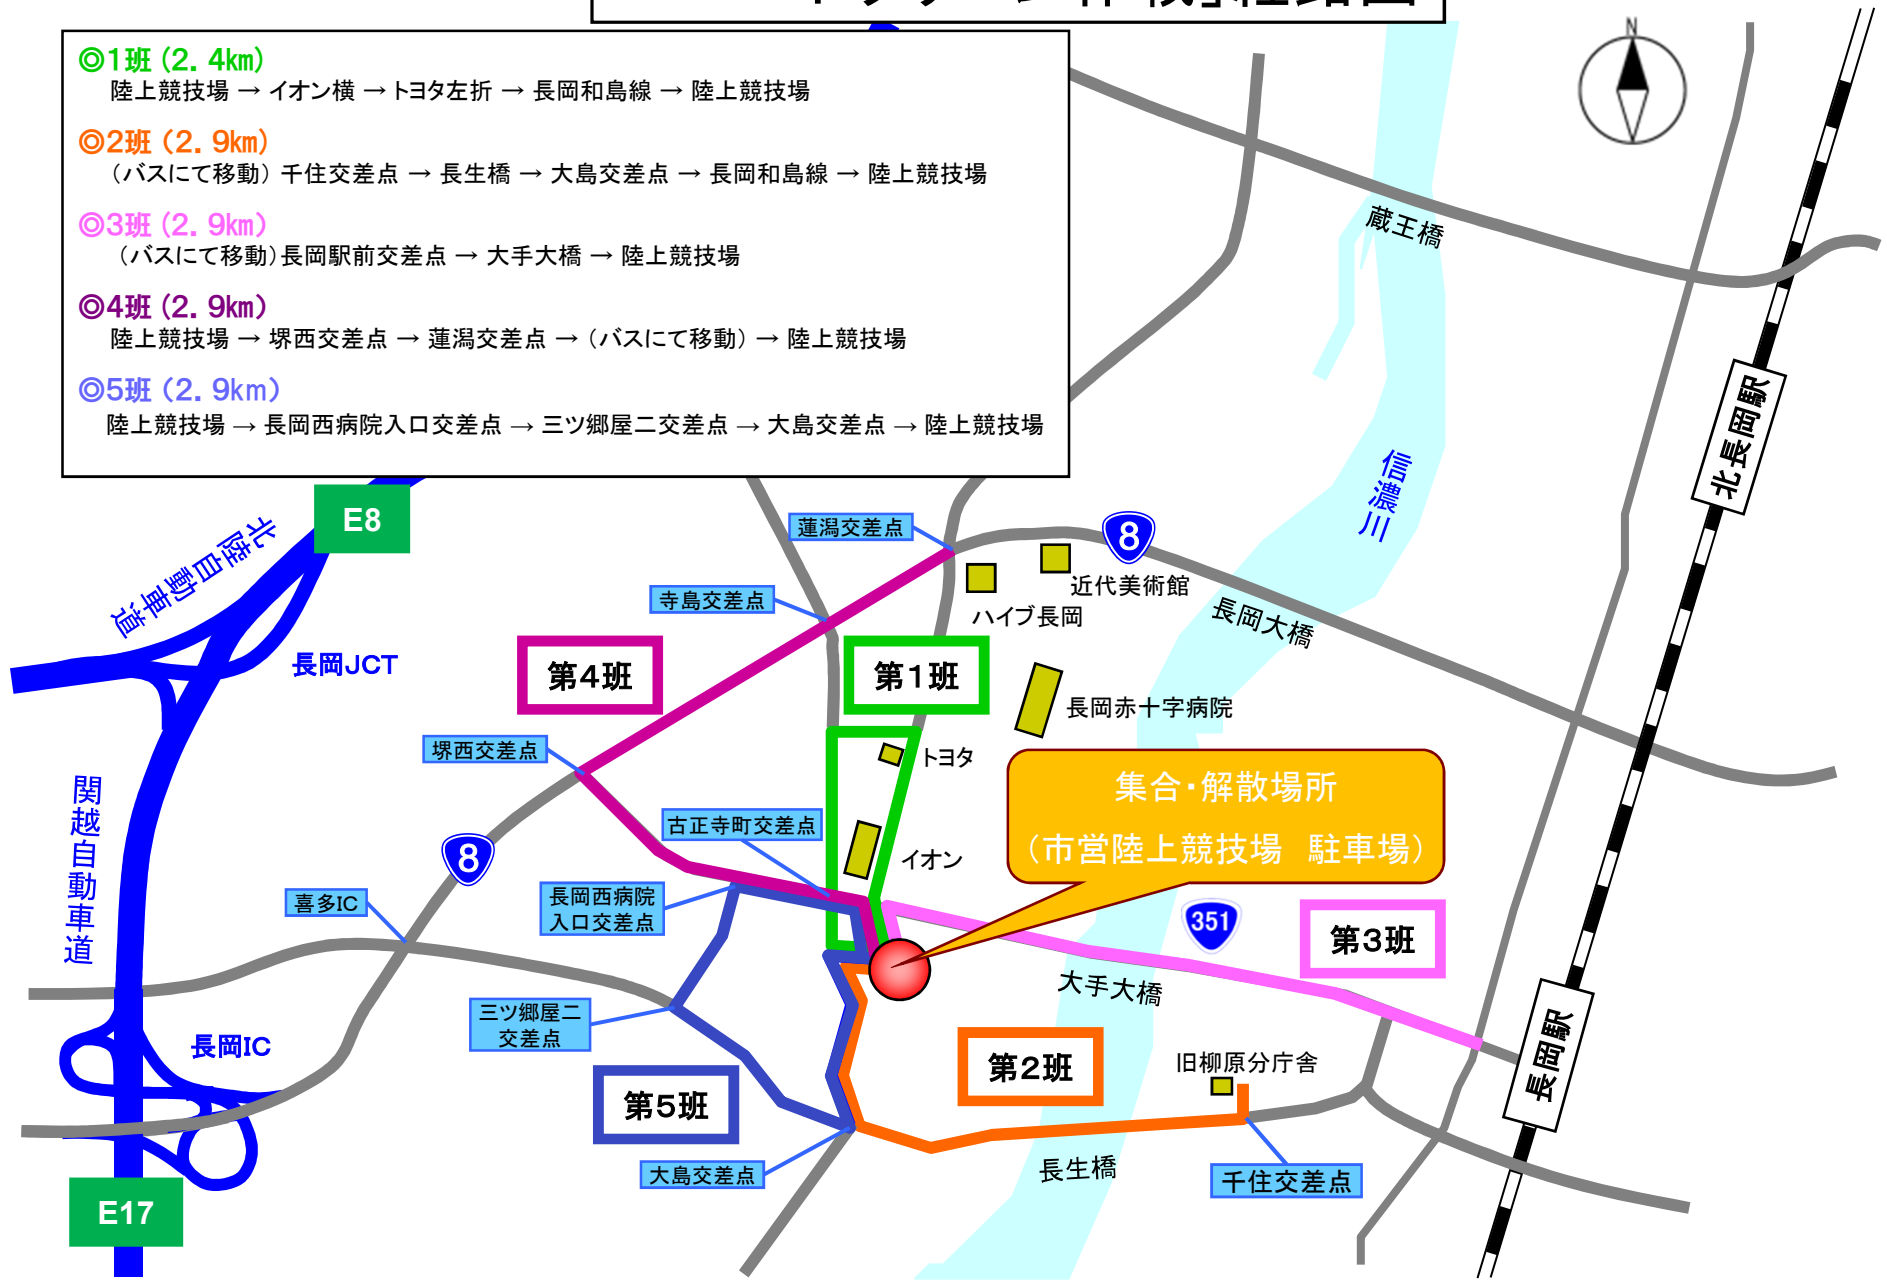 ◎1班（2．4km）
陸上競技場 → イオン横 → トヨタ左折 → 長岡和島線 → 陸上競技場
◎2班（2．9km）
（バスにて移動） 千住交差点 → 長生橋 → 大島交差点 → 長岡和島線 → 陸上競技場
◎3班（2．9km）
（バスにて移動）長岡駅前交差点 → 大手大橋 → 陸上競技場
◎4班（2．9km）
陸上競技場 → 堺西交差点 → 蓮潟交差点 → （バスにて移動） → 陸上競技場
◎5班（2．9km）
陸上競技場 → 長岡西病院入口交差点 → 三ツ郷屋二交差点 → 大島交差点 → 陸上競技場
N
蔵王橋
北長岡駅
信濃川
E8
北陸自動車道
蓮潟交差点
8
近代美術館
ハイブ長岡
長岡大橋
寺島交差点
長岡JCT
第4班
第1班
長岡赤十字病院
堺西交差点
トヨタ
集合・解散場所
（市営陸上競技場　駐車場）
関越自動車道
古正寺町交差点
イオン
8
長岡西病院
入口交差点
喜多IC
351
第3班
大手大橋
三ツ郷屋二
交差点
長岡IC
長岡駅
第2班
旧柳原分庁舎
第5班
大島交差点
長生橋
千住交差点
E17